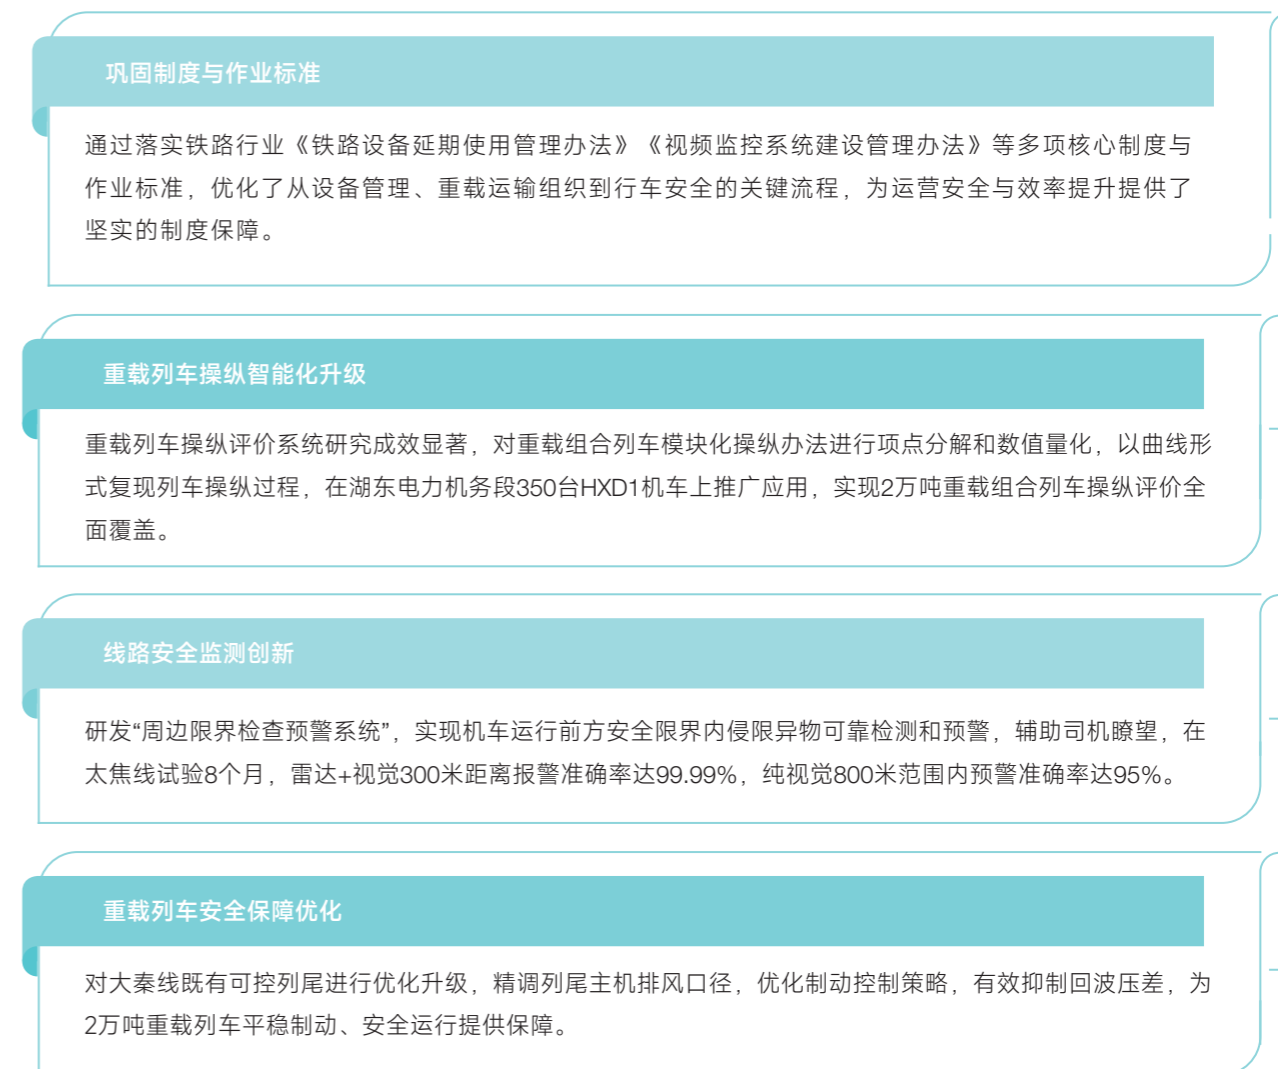 巩固制度与作业标准
通过落实铁路行业《铁路设备延期使用管理办法》《视频监控系统建设管理办法》等多项核心制度与
作业标准，优化了从设备管理、重载运输组织到行车安全的关键流程，为运营安全与效率提升提供了
坚实的制度保障。
重载列车操纵智能化升级
重载列车操纵评价系统研究成效显著，对重载组合列车模块化操纵办法进行项点分解和数值量化，以曲线形
式复现列车操纵过程，在湖东电力机务段350台HXD1机车上推广应用，实现2万吨重载组合列车操纵评价全
面覆盖。
线路安全监测创新
研发“周边限界检查预警系统”，实现机车运行前方安全限界内侵限异物可靠检测和预警，辅助司机瞭望，在
太焦线试验8个月，雷达+视觉300米距离报警准确率达99.99%，纯视觉800米范围内预警准确率达95%。
重载列车安全保障优化
对大秦线既有可控列尾进行优化升级，精调列尾主机排风口径，优化制动控制策略，有效抑制回波压差，为
2万吨重载列车平稳制动、安全运行提供保障。